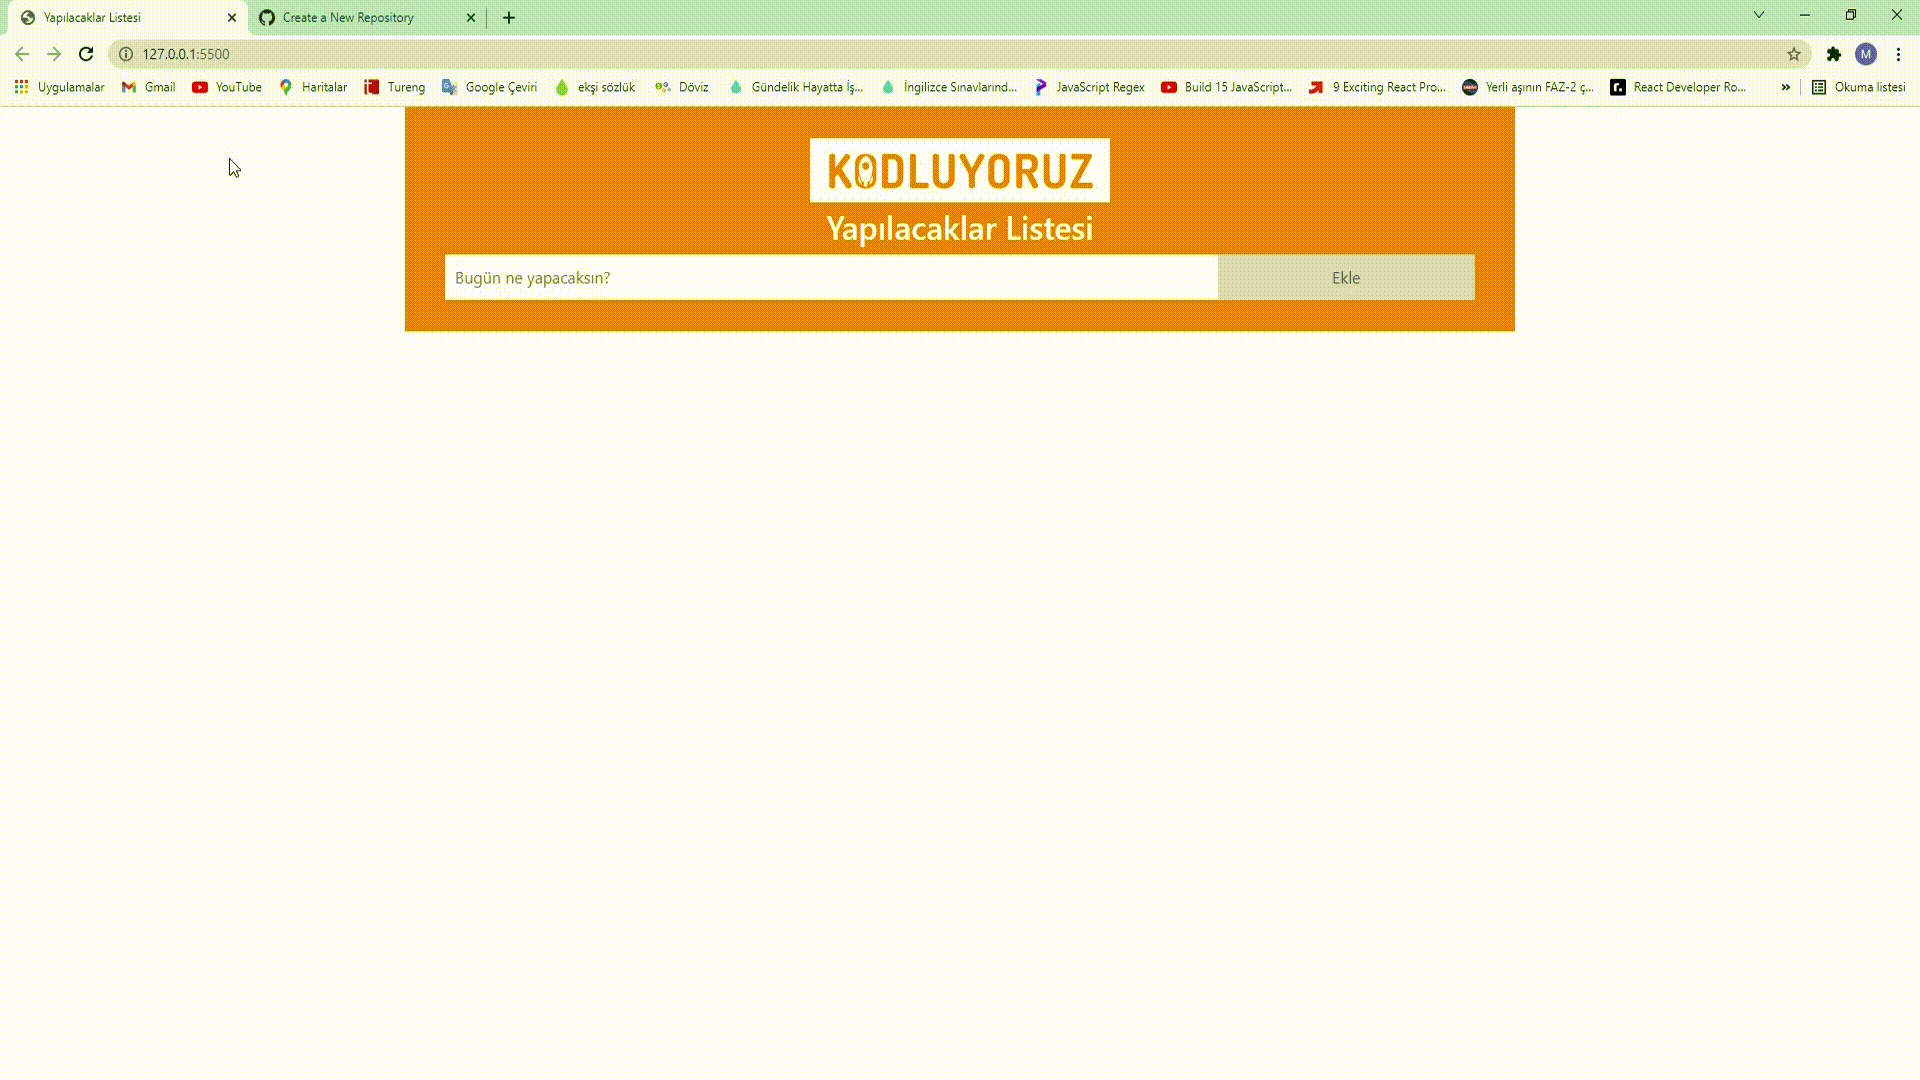 Yapılacaklar Listesi
Create a New Repository
127.0.0.1:5500
M
Uygulamalar Gmail YouTube Haritalar Tureng Google Çeviri ekşi sözlük Döviz Gündelik Hayatta İş... İngilizce Sınavlarınd... JavaScript Regex Build 15 JavaScript... 9 Exciting React Pro... Yerli aşının FAZ-2 ç... React Developer Ro... » Okuma listesi
KODLUYORUZ
Yapılacaklar Listesi
Bugün ne yapacaksın? Ekle